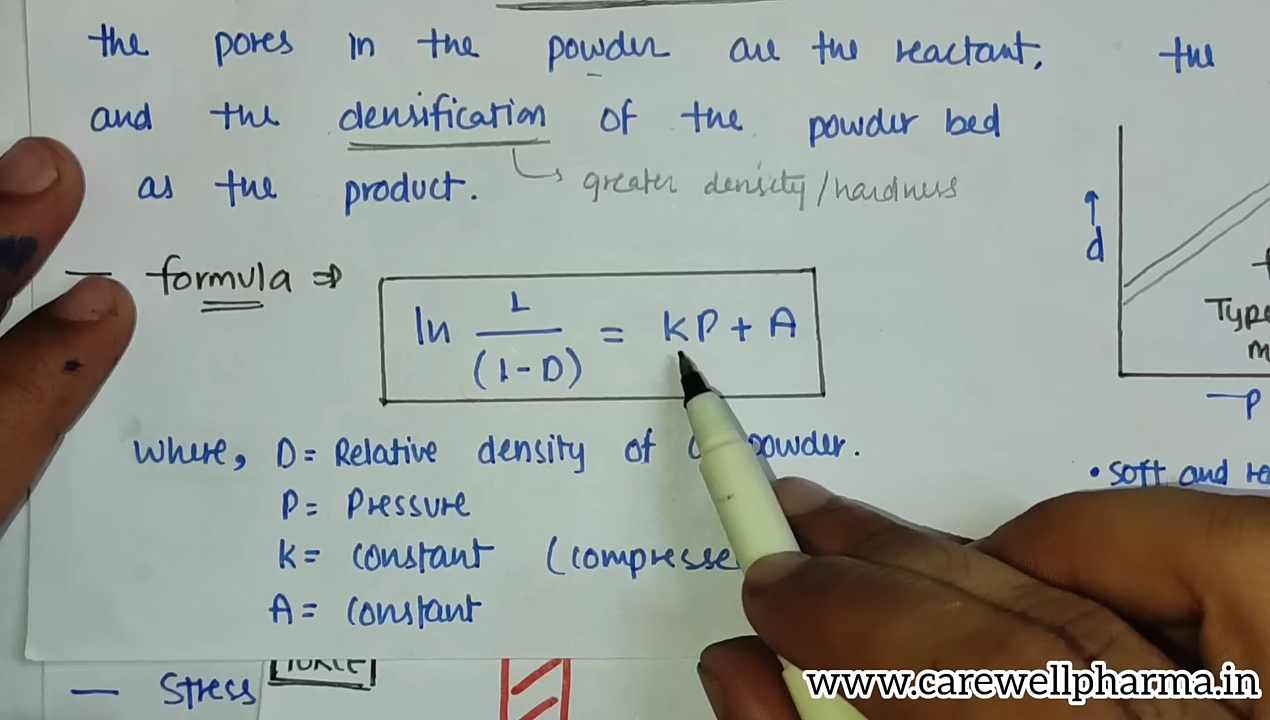 the pores in the powder are the reactant,
and the densification of the powder bed
as the product.
greater density/hardness
— formula ⇒
ln 1/(1-D) = KP + A
where, D = Relative density of powder.
P = Pressure
K = constant (compresse
A = constant
— Stress
the
↑
d
Type
m
→P
• soft and re
www.carewellpharma.in